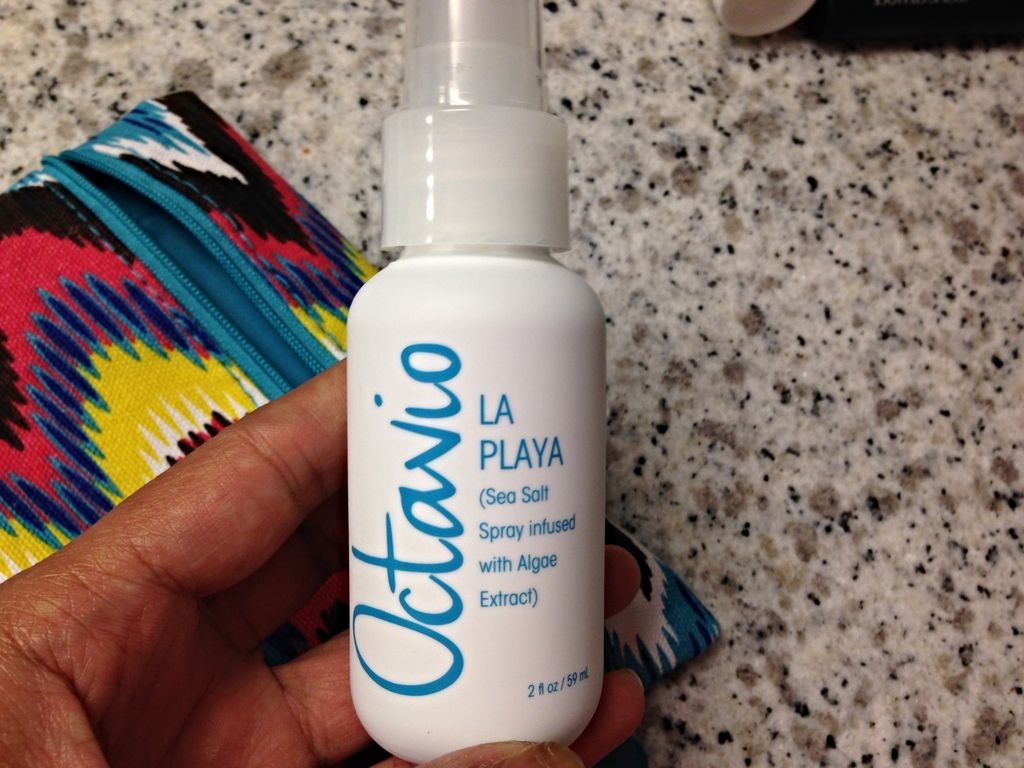 Octavio
LA
PLAYA
(Sea Salt
Spray infused
with Algae
Extract)
2 fl oz / 59 mL